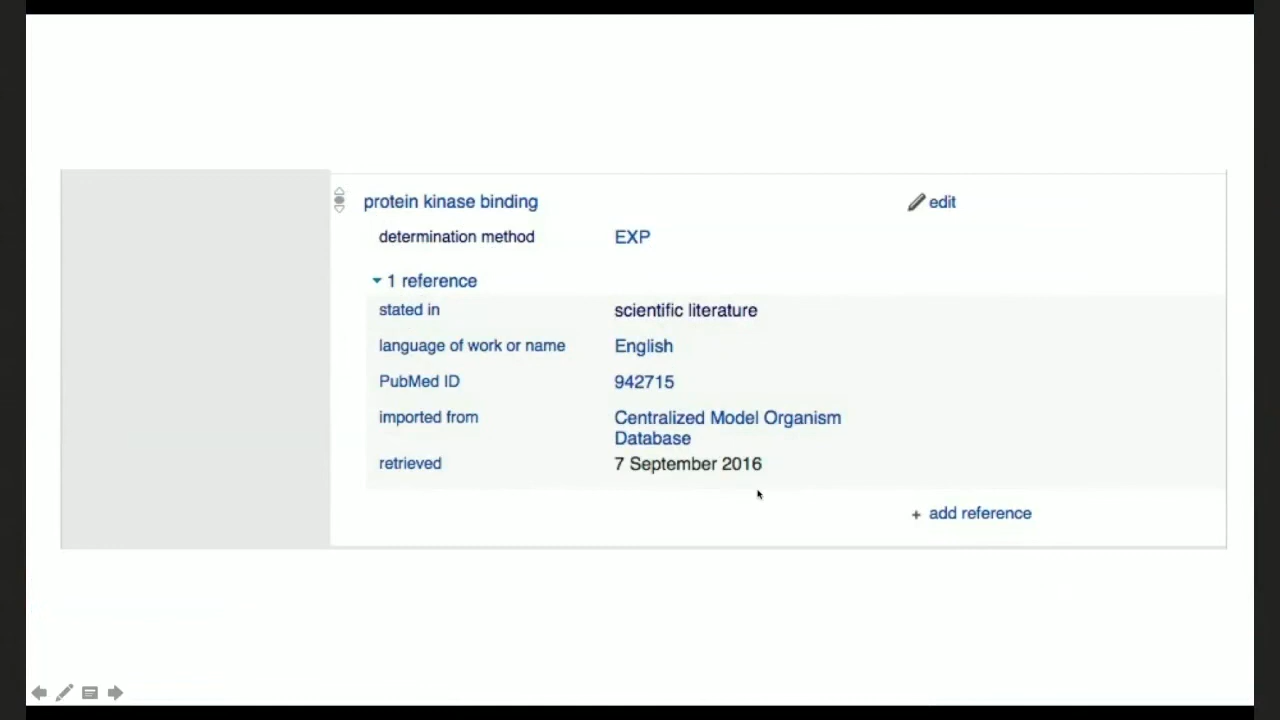 protein kinase binding
edit
determination method EXP
1 reference
stated in scientific literature
language of work or name English
PubMed ID 942715
imported from Centralized Model Organism
Database
retrieved 7 September 2016
+ add reference